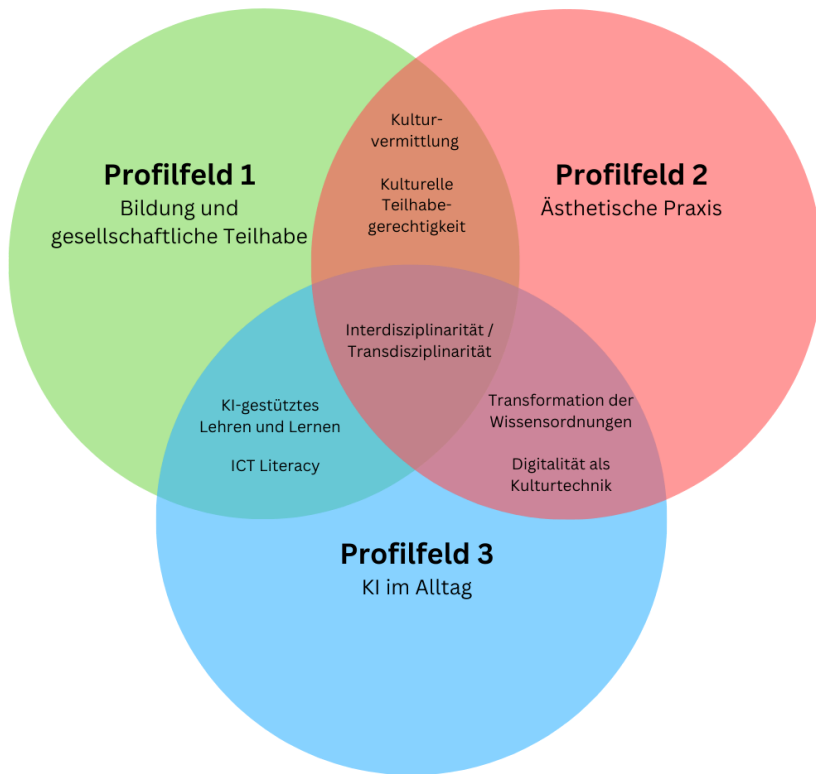 Kultur-
vermittlung
Kulturelle
Teilhabe-
gerechtigkeit
Profilfeld 1
Bildung und
gesellschaftliche Teilhabe
Profilfeld 2
Ästhetische Praxis
Interdisziplinarität /
Transdisziplinarität
KI-gestütztes
Lehren und Lernen
ICT Literacy
Transformation der
Wissensordnungen
Digitalität als
Kulturtechnik
Profilfeld 3
KI im Alltag